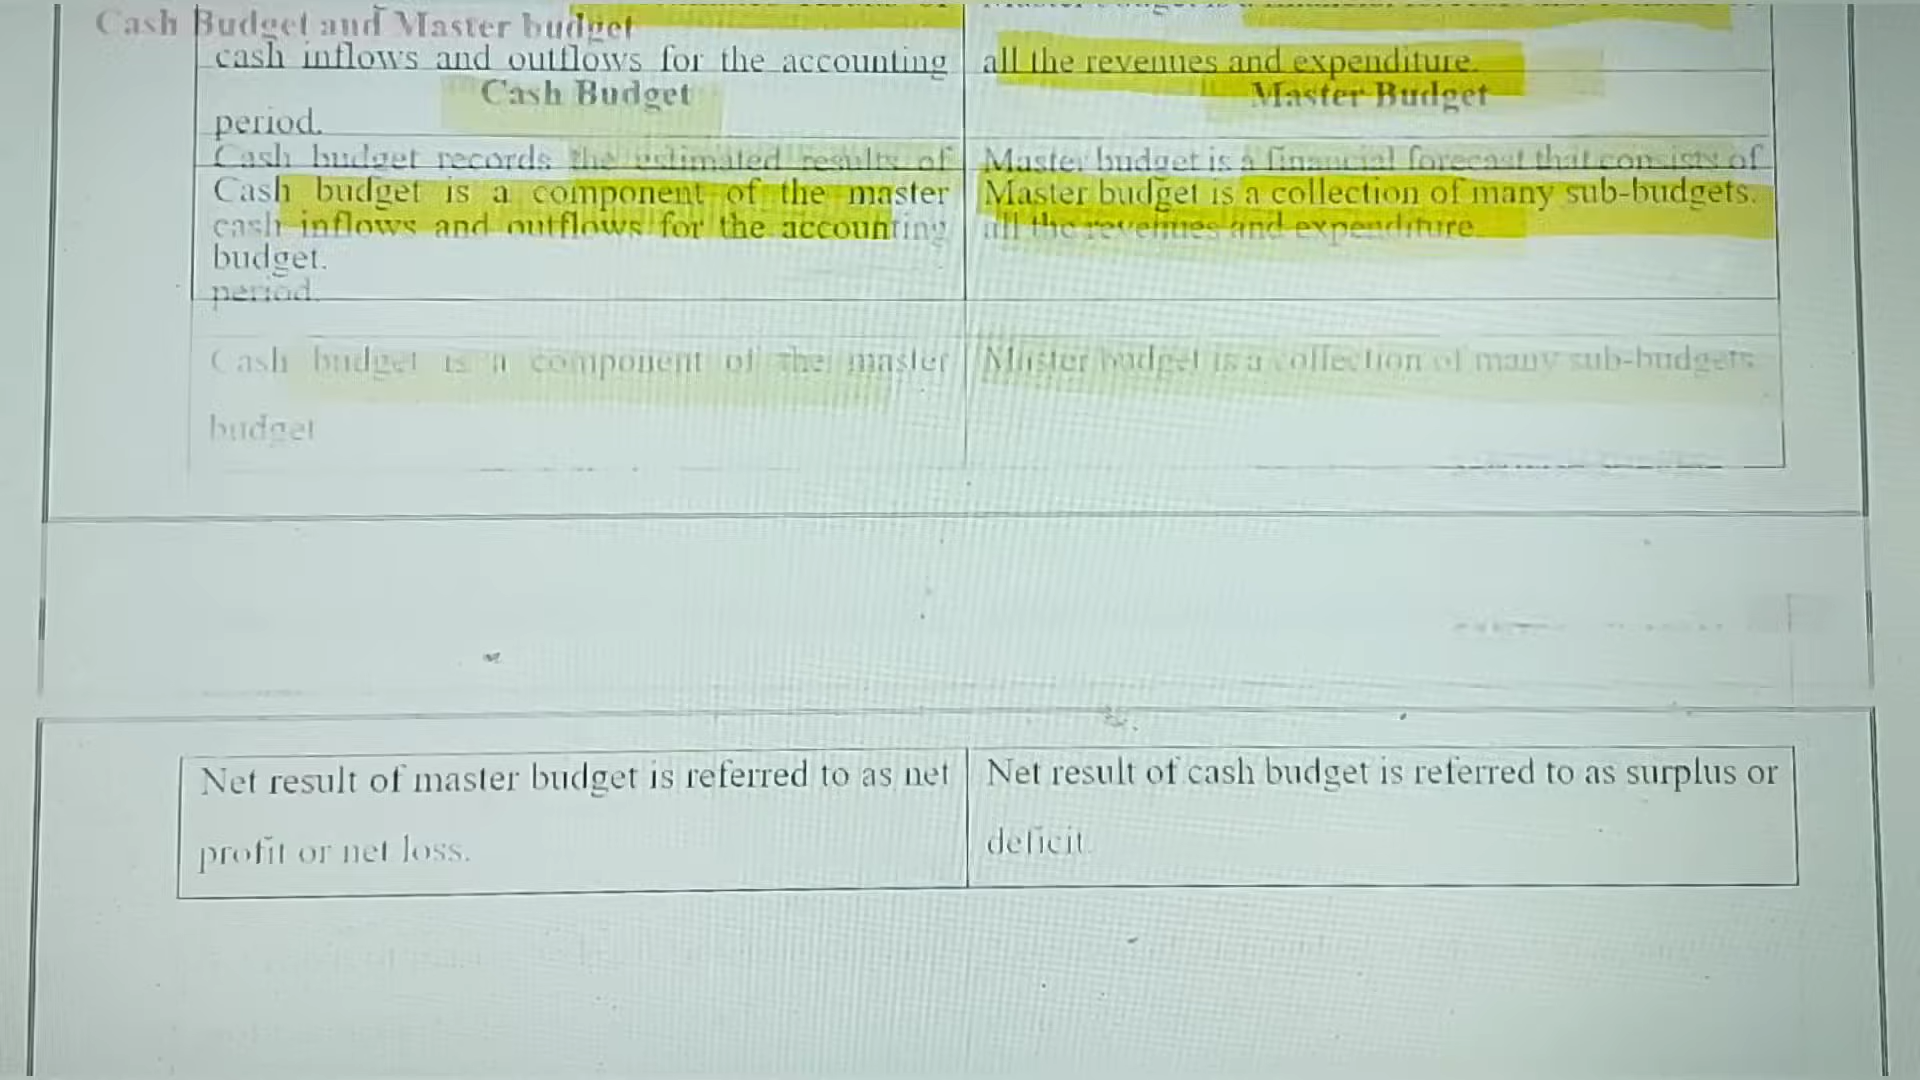 Cash Budget and Master budget
cash inflows and outflows for the accounting
all the revenues and expenditure.
Cash Budget
Master Budget
period.
Cash budget records the estimated results of
Master budget is a financial forecast that consists of
Cash budget is a component of the master
Master budget is a collection of many sub-budgets.
cash inflows and outflows for the accounting
all the revenues and expenditure.
budget.
period.
Cash budget is a component of the master
Master budget is a collection of many sub-budgets
budget
Net result of master budget is referred to as net
profit or net loss.
Net result of cash budget is referred to as surplus or
deficit.